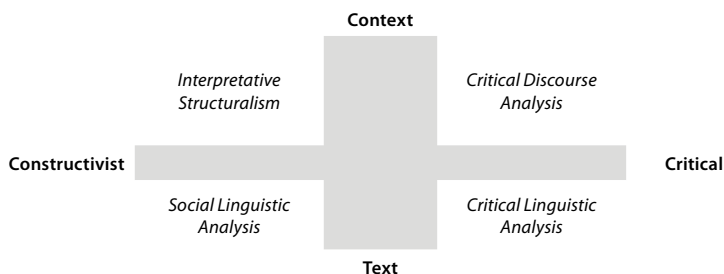 Context
Interpretative
Structuralism
Critical Discourse
Analysis
Constructivist
Critical
Social Linguistic
Analysis
Critical Linguistic
Analysis
Text